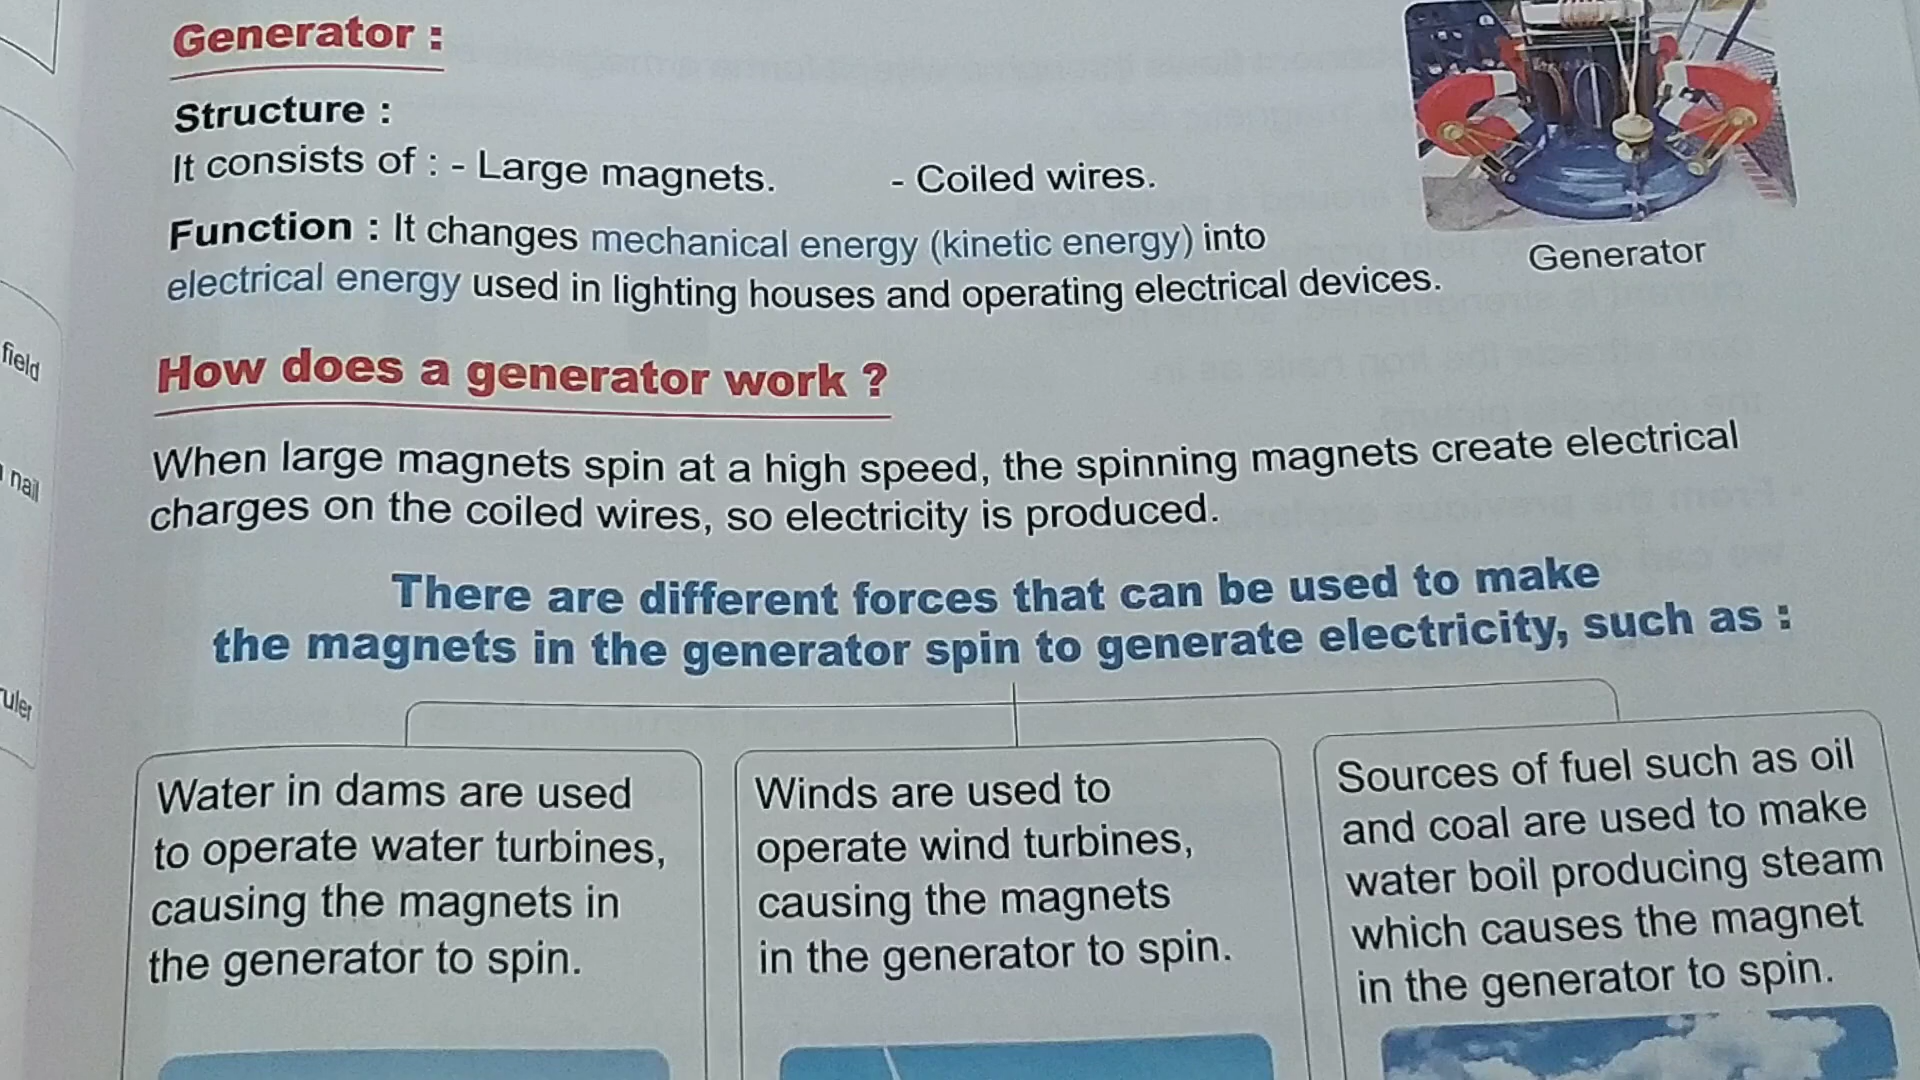 Generator :
Structure :
It consists of : - Large magnets. - Coiled wires.
Function : It changes mechanical energy (kinetic energy) into
electrical energy used in lighting houses and operating electrical devices.
Generator
How does a generator work ?
When large magnets spin at a high speed, the spinning magnets create electrical
charges on the coiled wires, so electricity is produced.
There are different forces that can be used to make
the magnets in the generator spin to generate electricity, such as :
Water in dams are used
to operate water turbines,
causing the magnets in
the generator to spin.
Winds are used to
operate wind turbines,
causing the magnets
in the generator to spin.
Sources of fuel such as oil
and coal are used to make
water boil producing steam
which causes the magnet
in the generator to spin.
field
nail